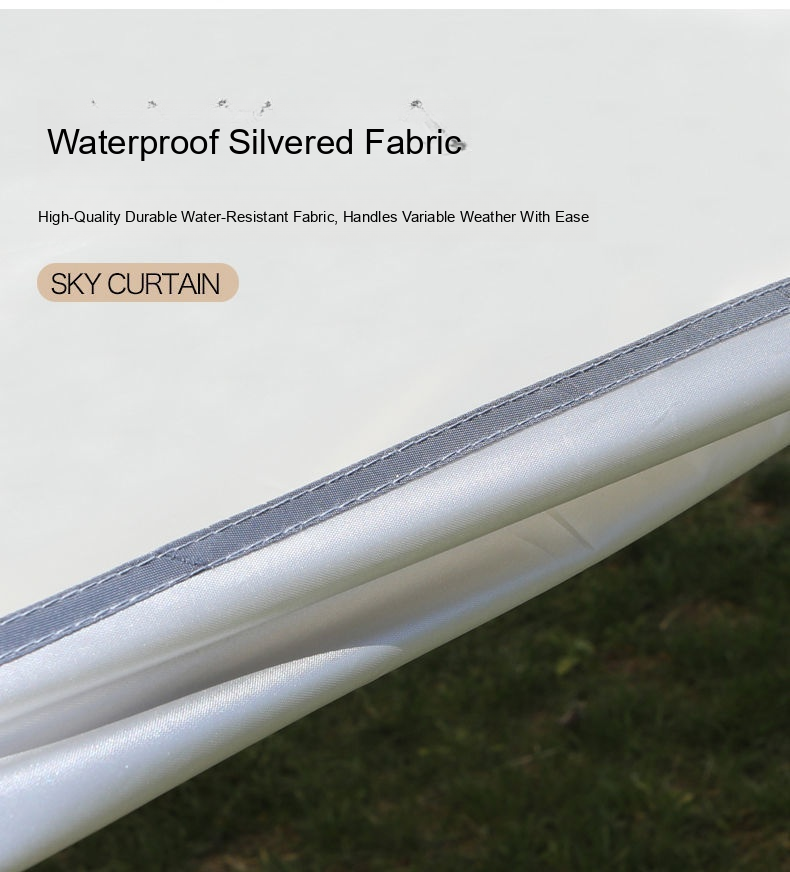 Waterproof Silvered Fabric
High-Quality Durable Water-Resistant Fabric, Handles Variable Weather With Ease
SKY CURTAIN